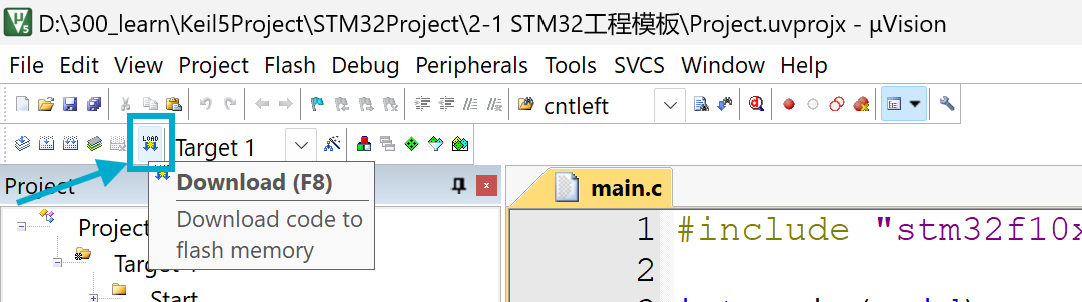 D:\300_learn\Keil5Project\STM32Project\2-1 STM32工程模板\Project.uvprojx - µVision
File Edit View Project Flash Debug Peripherals Tools SVCS Window Help
cntleft
LOAD Target 1
Download (F8)
Project
Download code to
flash memory
main.c
Project
Target
Start
1 #include "stm32f10x
2